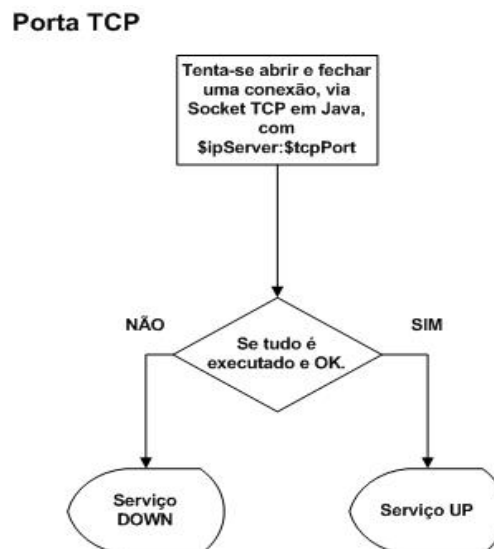 Porta TCP
Tenta-se abrir e fechar
uma conexão, via
Socket TCP em Java,
com
$ipServer:$tcpPort
NÃO
SIM
Se tudo é
executado e OK.
Serviço
DOWN
Serviço UP